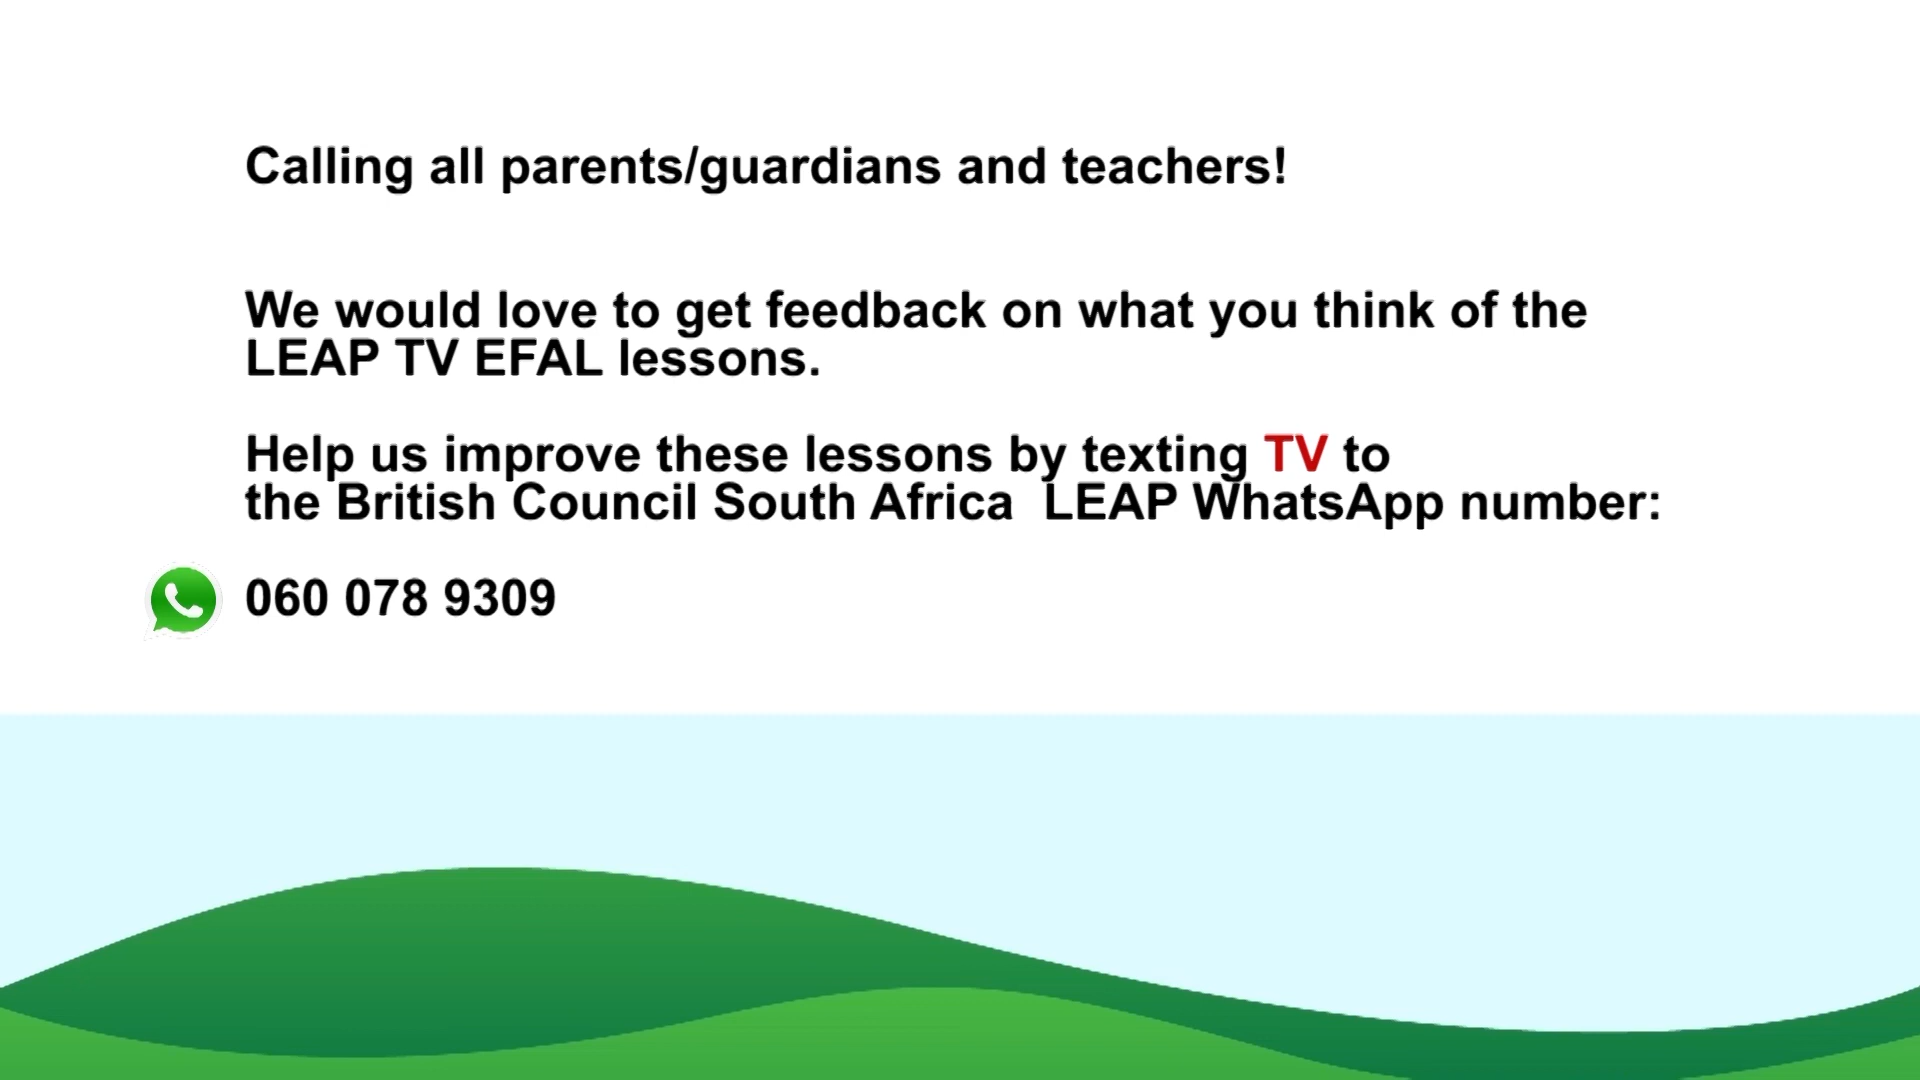 Calling all parents/guardians and teachers!
We would love to get feedback on what you think of the
LEAP TV EFAL lessons.
Help us improve these lessons by texting TV to
the British Council South Africa  LEAP WhatsApp number:
060 078 9309